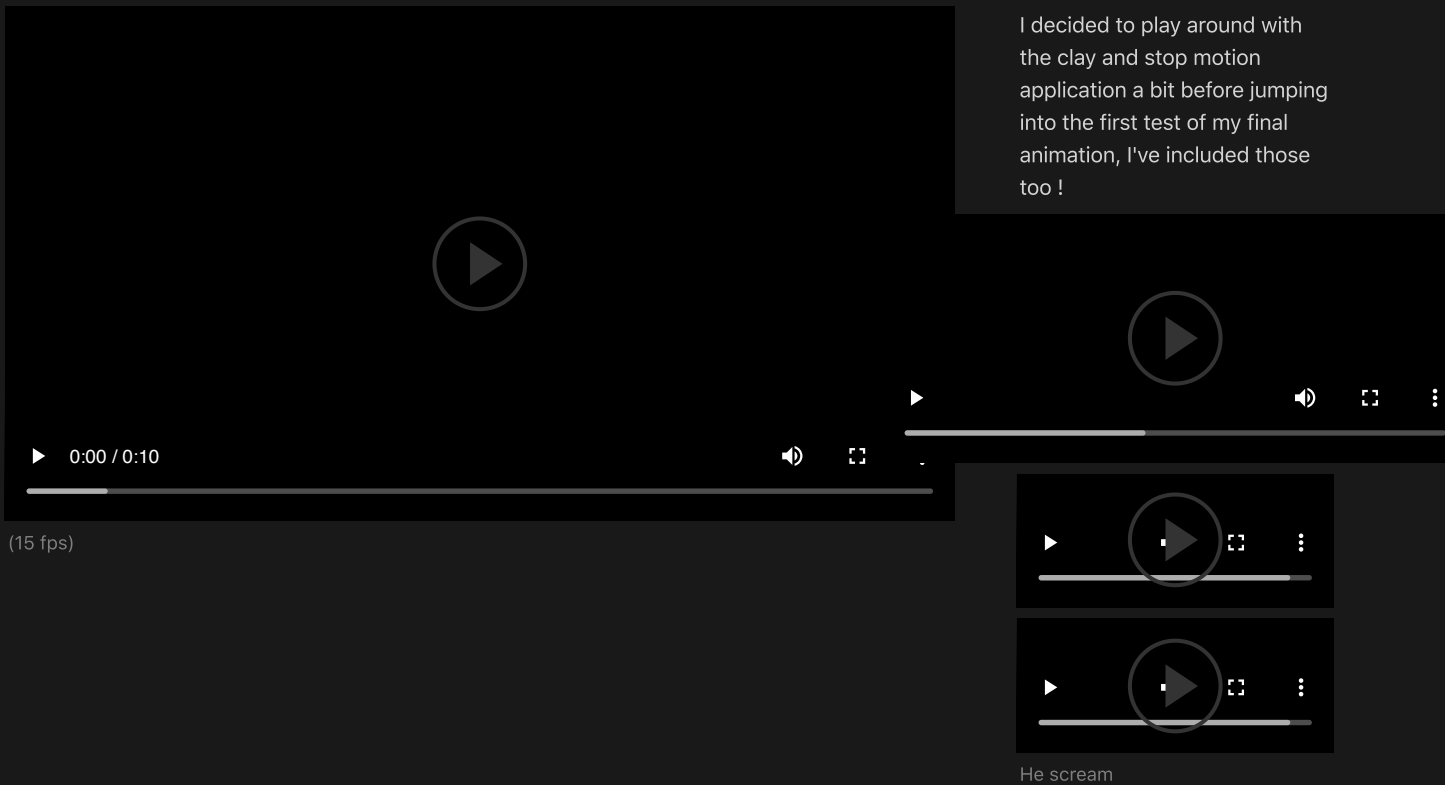 I decided to play around with
the clay and stop motion
application a bit before jumping
into the first test of my final
animation, I've included those
too !
0:00 / 0:10
(15 fps)
He scream